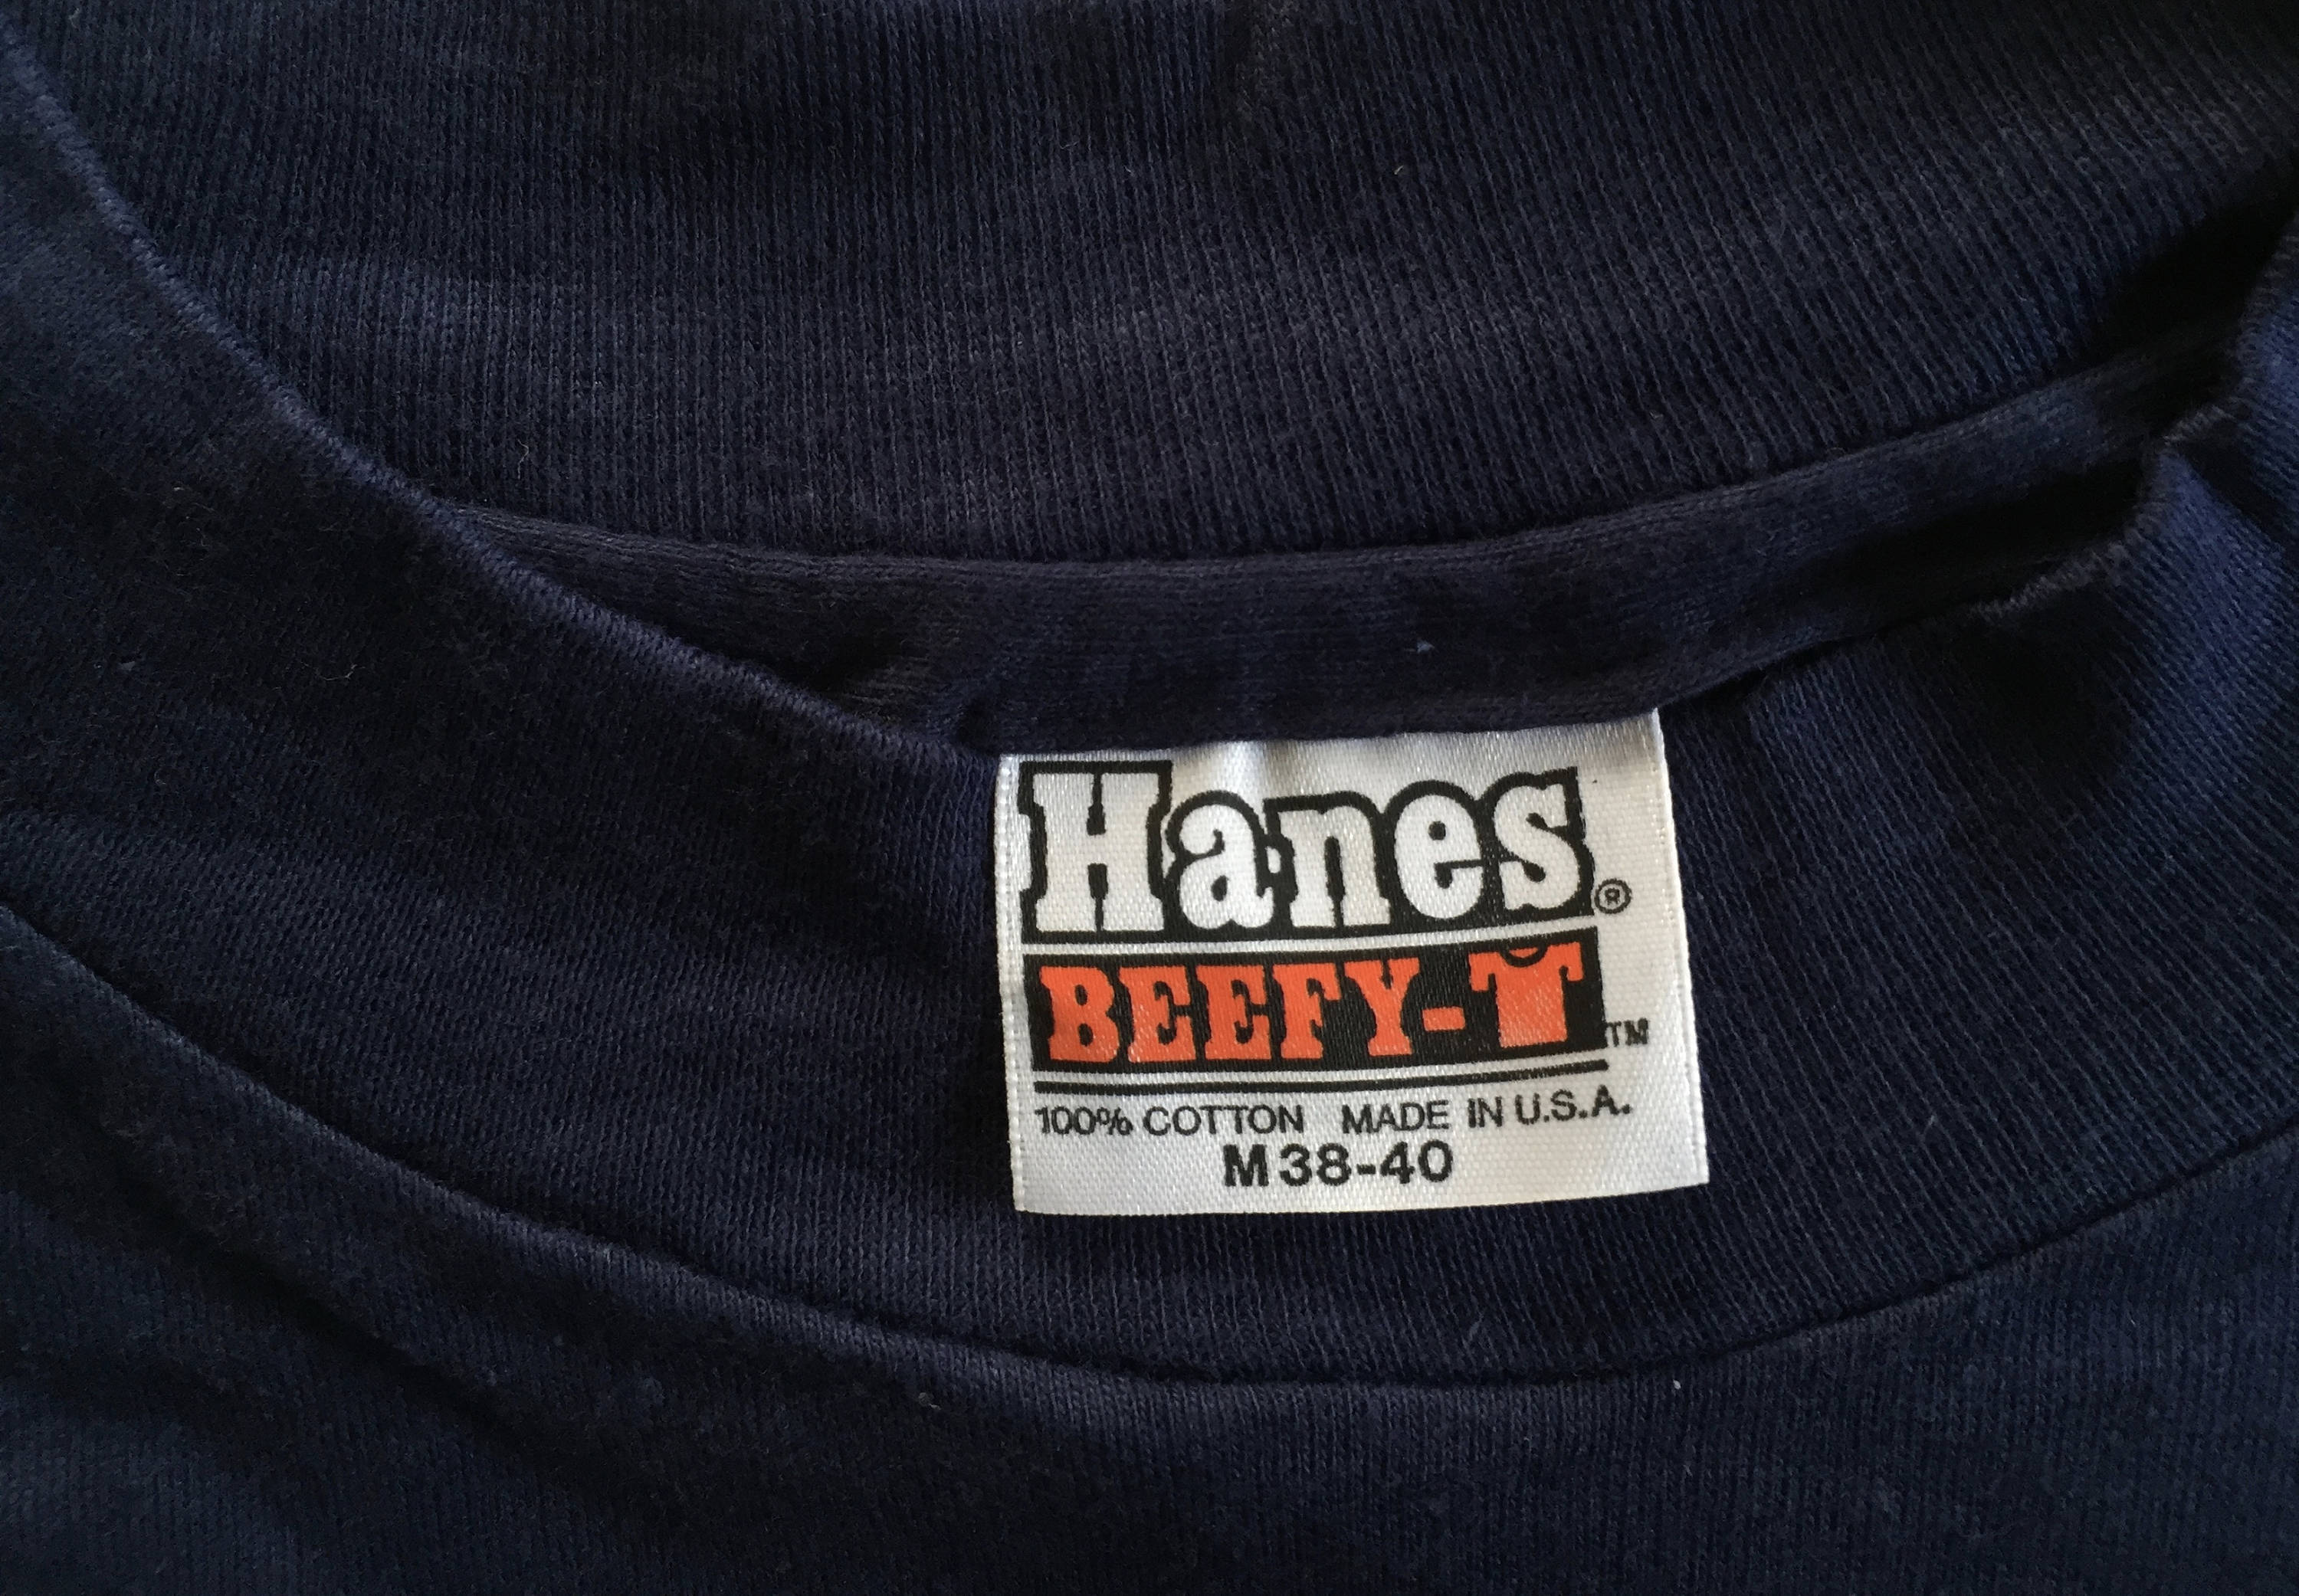 Hanes®
BEEFY-T™
100% COTTON MADE IN U.S.A.
M 38-40